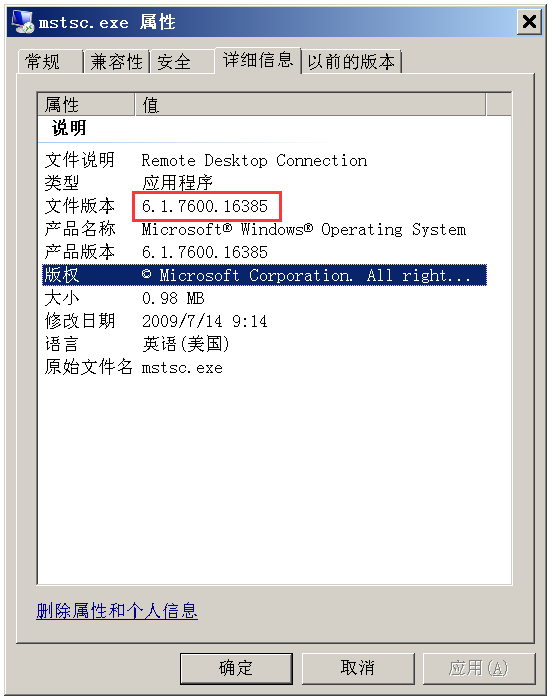 mstsc.exe 属性
常规 兼容性 安全 详细信息 以前的版本
属性 值
说明
文件说明 Remote Desktop Connection
类型 应用程序
文件版本 6.1.7600.16385
产品名称 Microsoft® Windows® Operating System
产品版本 6.1.7600.16385
版权 © Microsoft Corporation. All right...
大小 0.98 MB
修改日期 2009/7/14 9:14
语言 英语(美国)
原始文件名 mstsc.exe
删除属性和个人信息
确定 取消 应用(A)